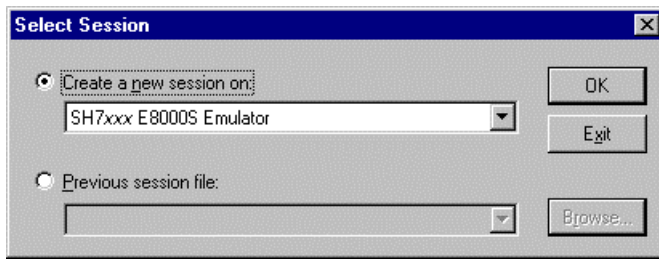 Select Session
Create a new session on:
OK
SH7xxx E8000S Emulator
Exit
Previous session file:
Browse...